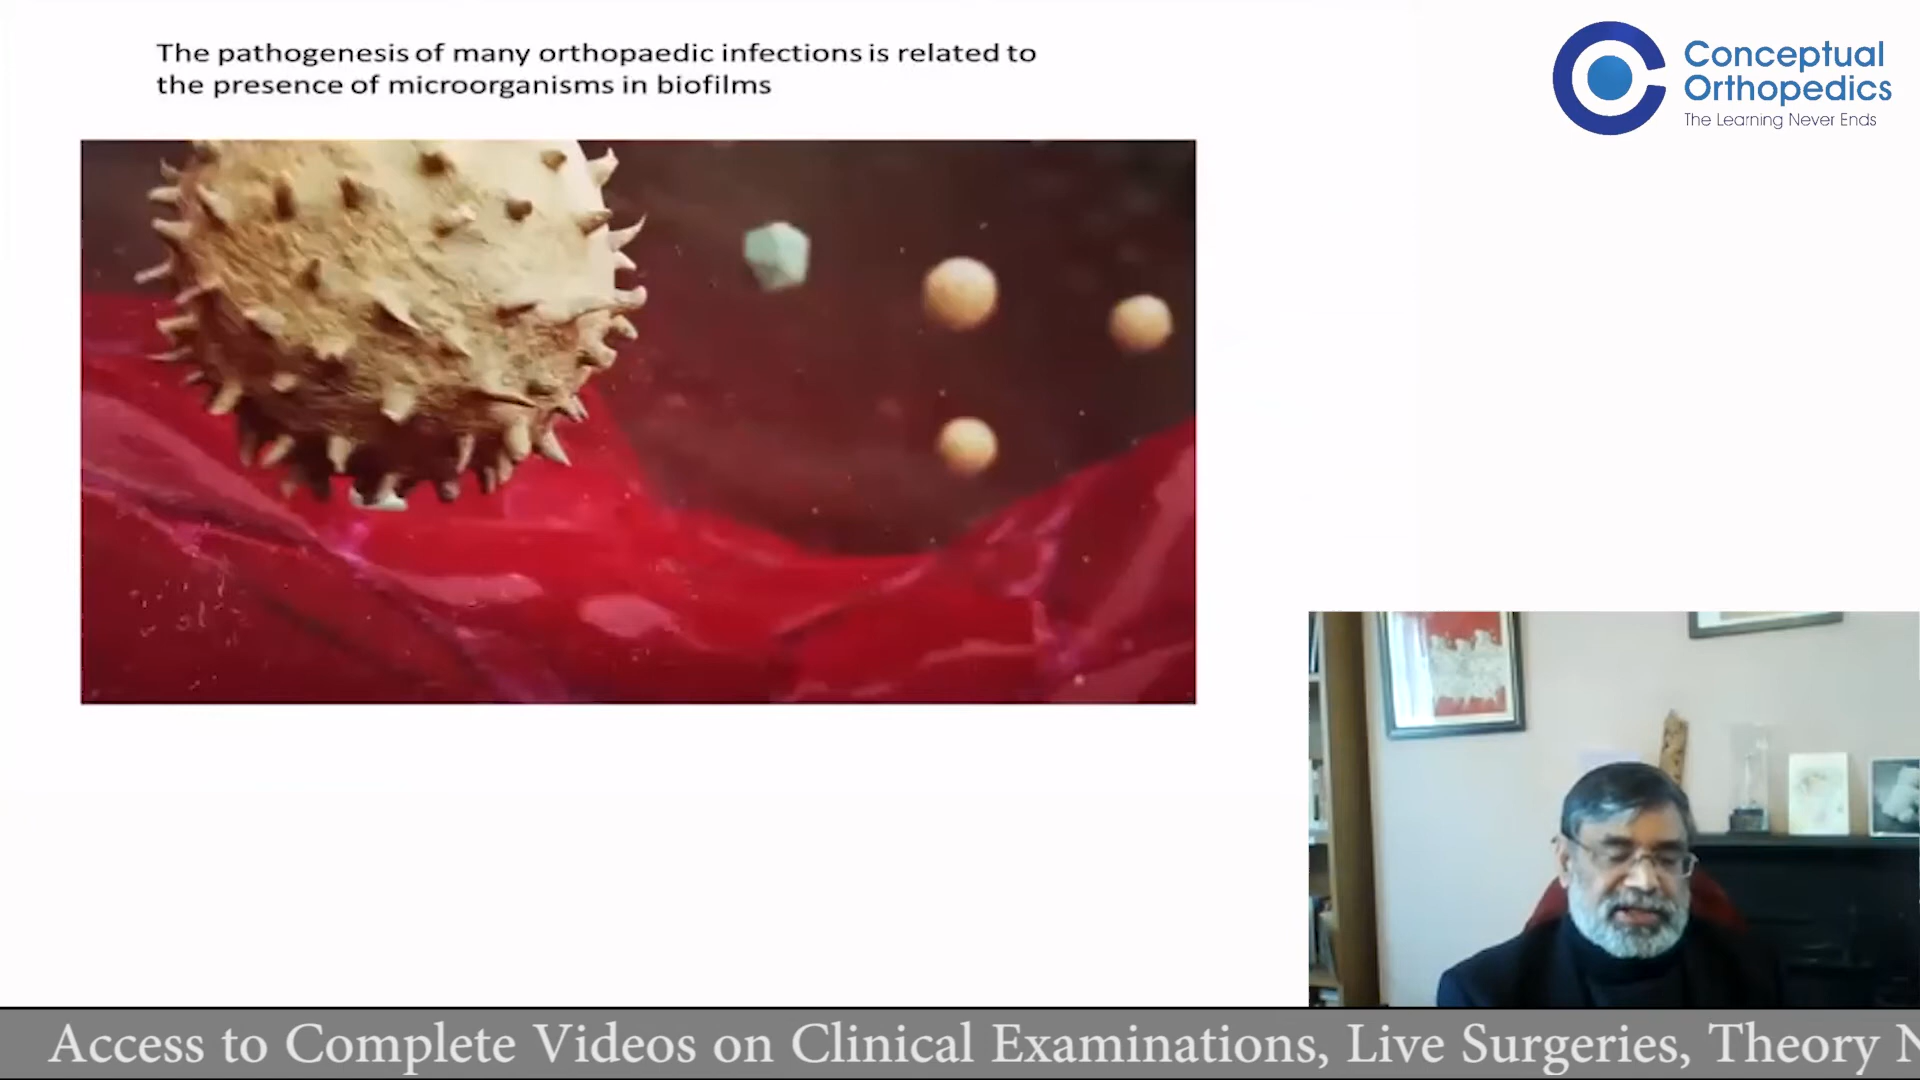 The pathogenesis of many orthopaedic infections is related to
the presence of microorganisms in biofilms
Conceptual
Orthopedics
The Learning Never Ends
Access to Complete Videos on Clinical Examinations, Live Surgeries, Theory N